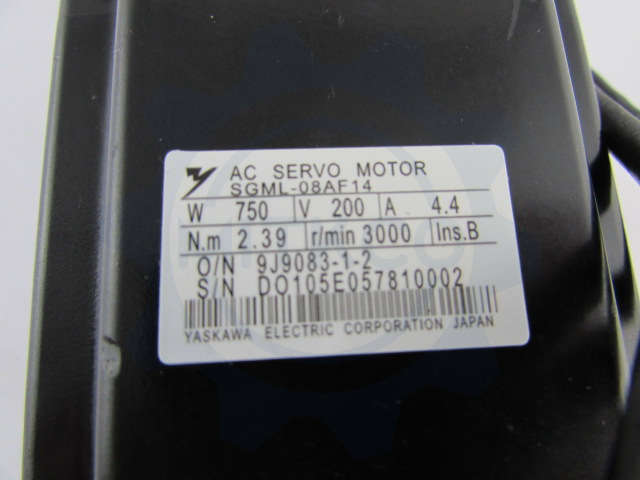 AC SERVO MOTOR
SGML-08AF14
W 750 V 200 A 4.4
N.m 2.39 r/min 3000 Ins.B
O/N 9J9083-1-2
S/N DO105E057810002
YASKAWA ELECTRIC CORPORATION JAPAN